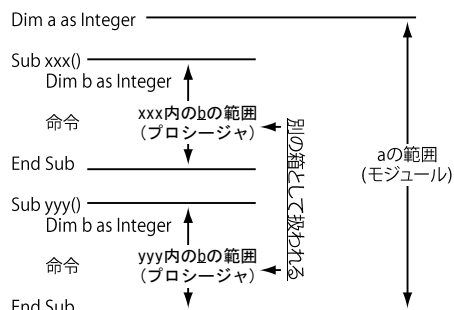 Dim a as Integer
Sub xxx()
Dim b as Integer
命令
xxx内のbの範囲
（プロシージャ）
End Sub
別の箱として扱われる
aの範囲
(モジュール)
Sub yyy()
Dim b as Integer
命令
yyy内のbの範囲
（プロシージャ）
End Sub